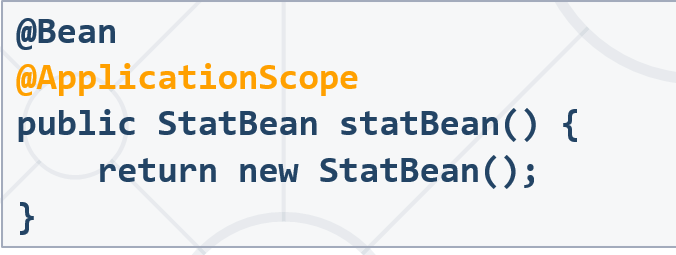 @Bean
@ApplicationScope
public StatBean statBean() {
    return new StatBean();
}